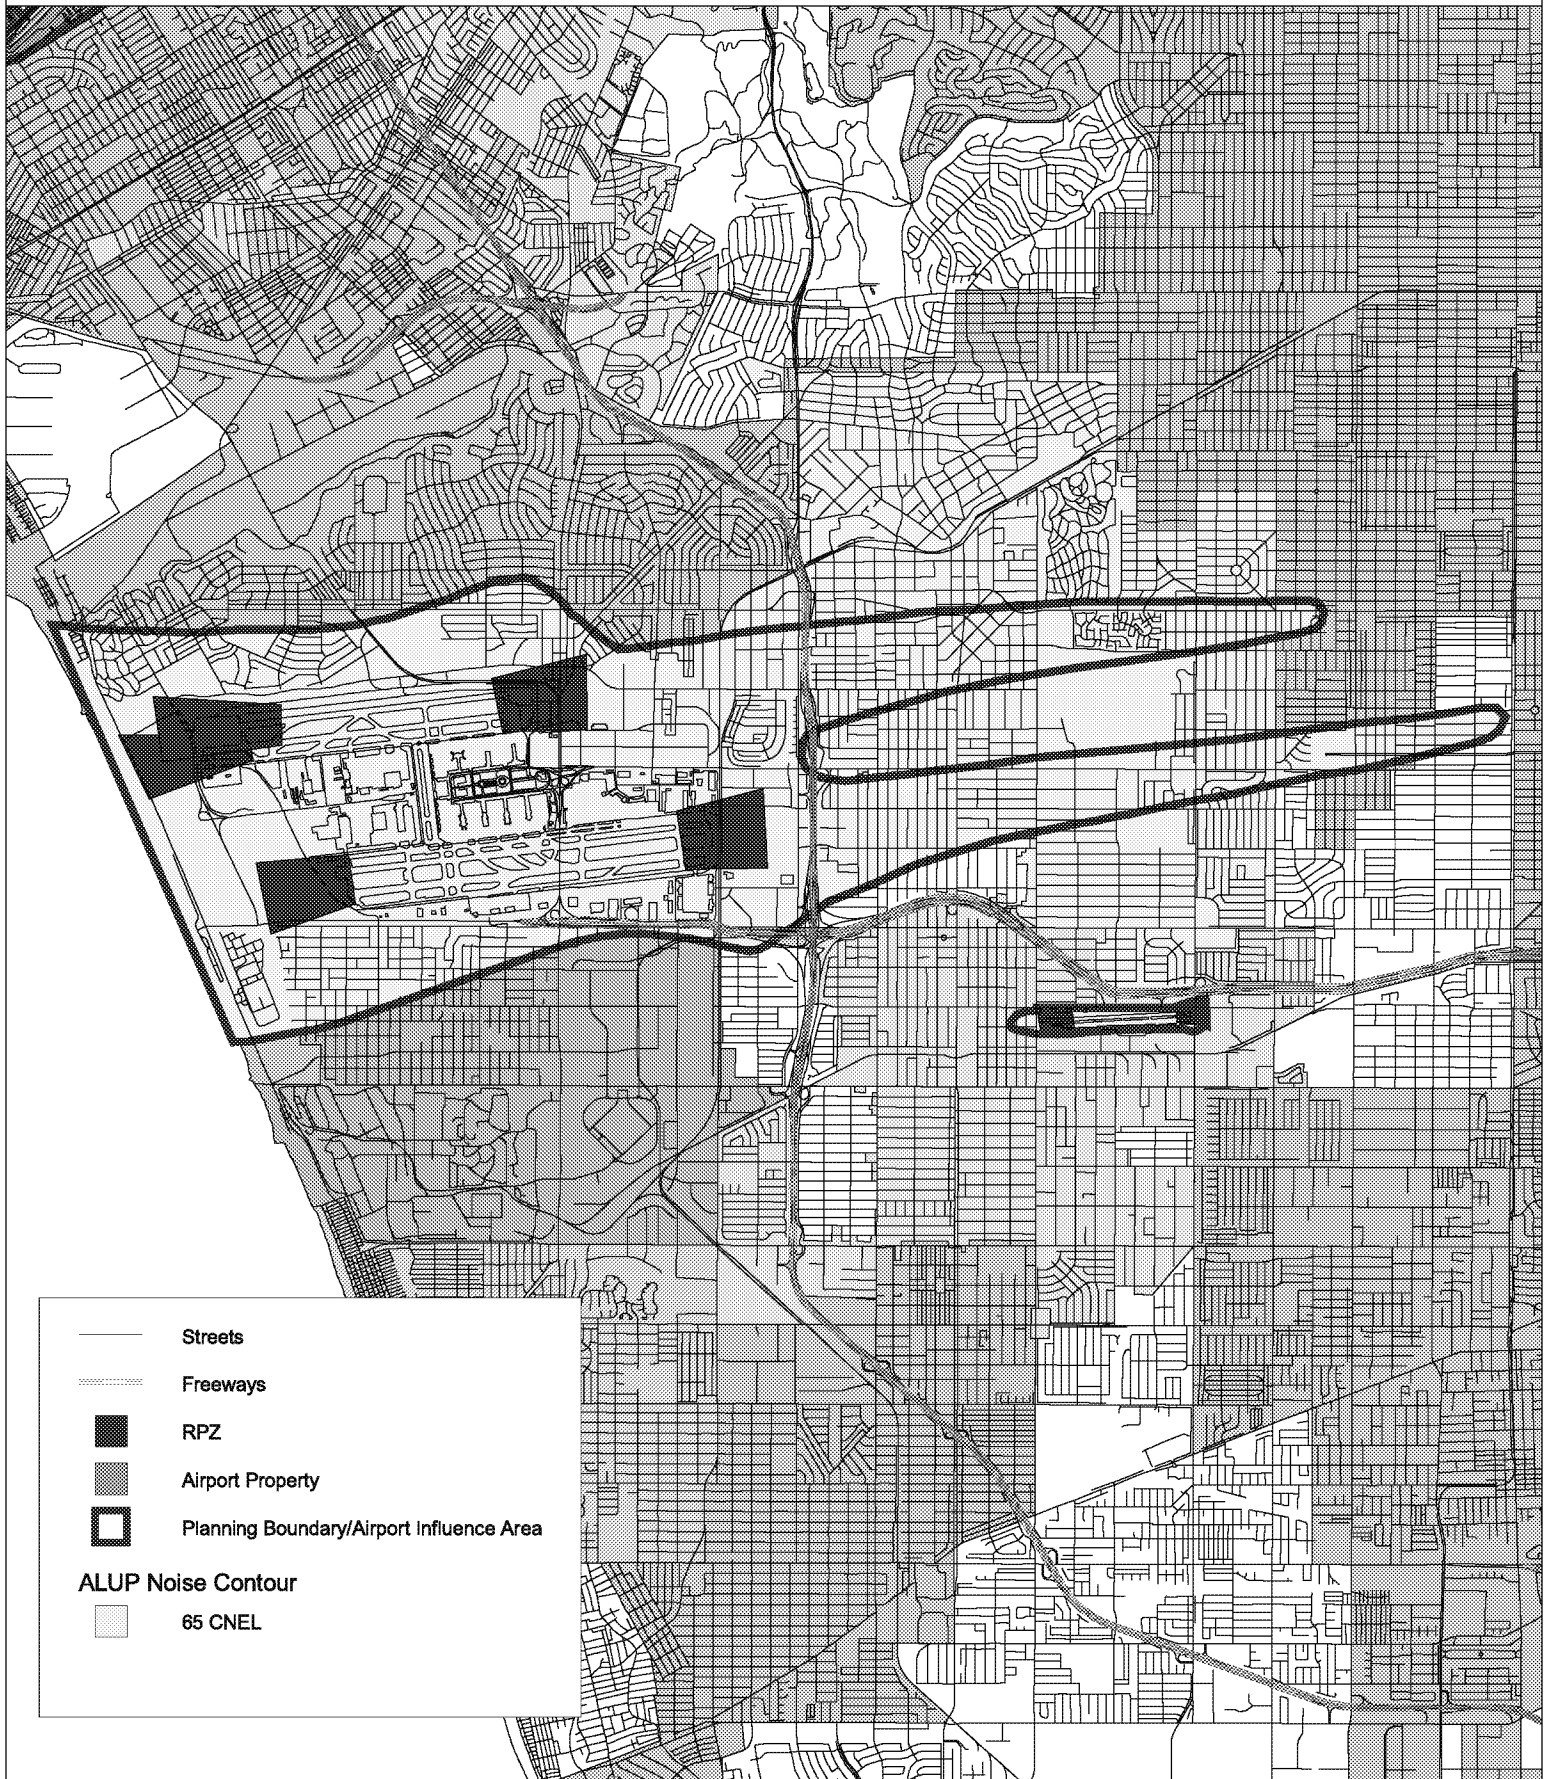 Streets
Freeways
RPZ
Airport Property
Planning Boundary/Airport Influence Area
ALUP Noise Contour
65 CNEL